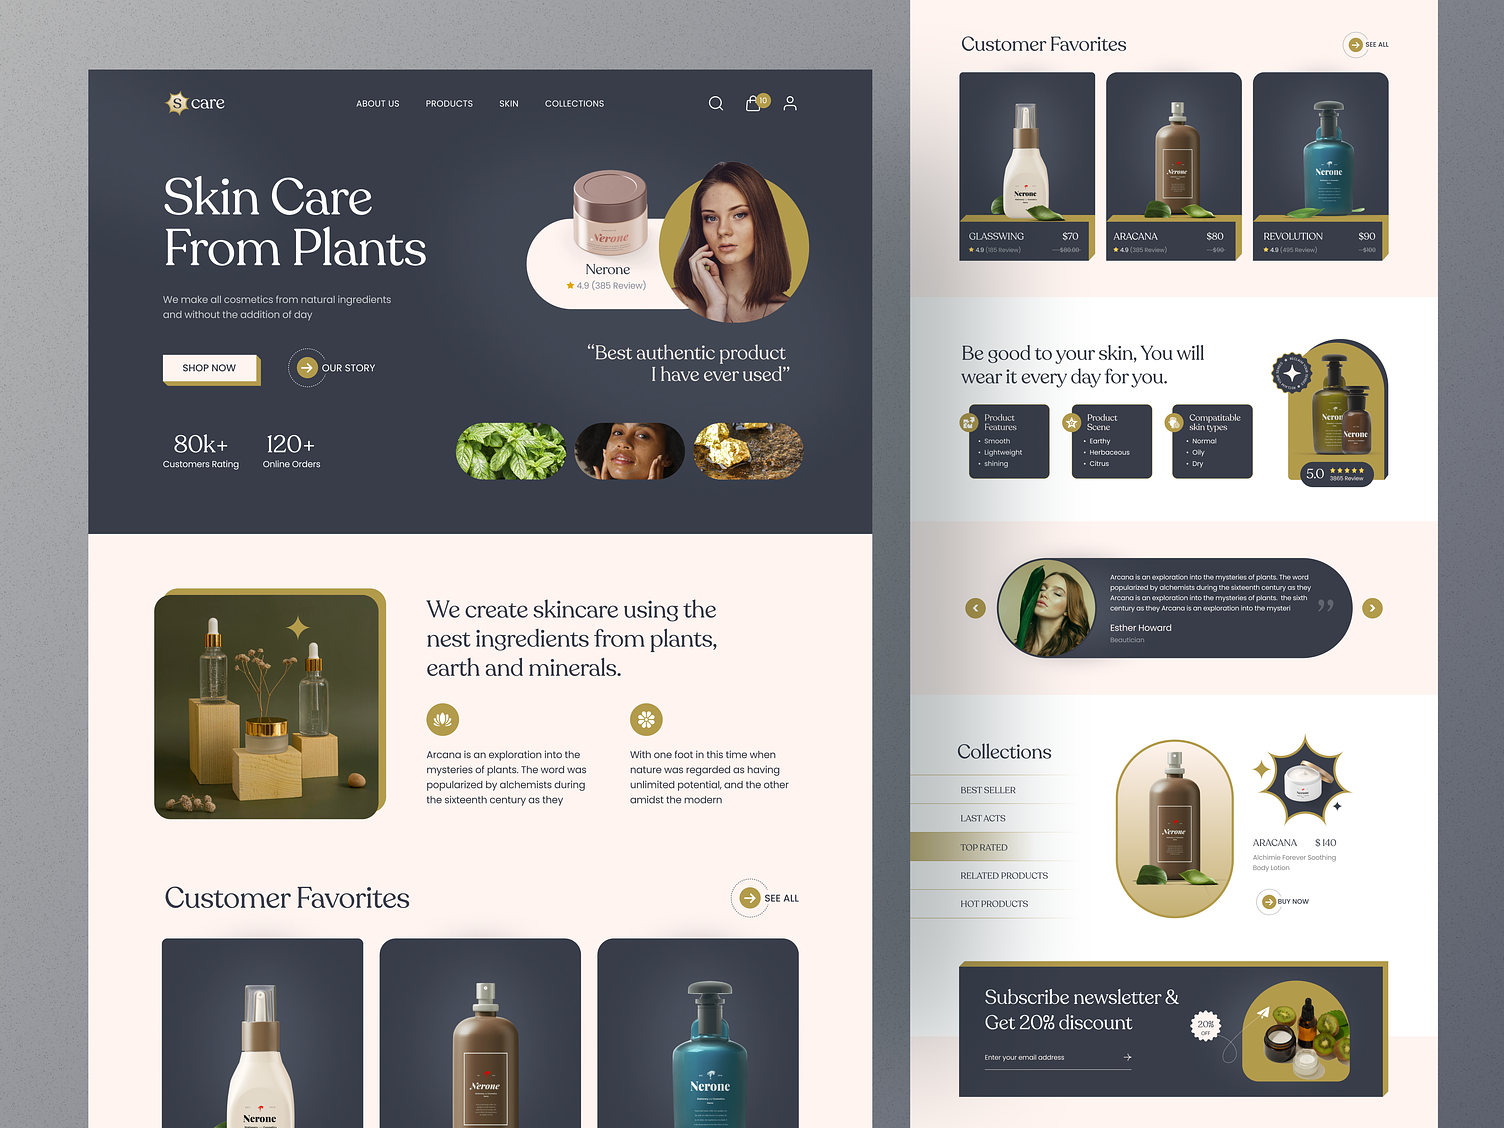 S care
ABOUT US
PRODUCTS
SKIN
COLLECTIONS
10
Skin Care
From Plants
We make all cosmetics from natural ingredients
and without the addition of day
SHOP NOW
OUR STORY
80k+
Customers Rating
120+
Online Orders
Nerone
Nerone
4.9 (385 Review)
“Best authentic product
I have ever used”
We create skincare using the
nest ingredients from plants,
earth and minerals.
Arcana is an exploration into the
mysteries of plants. The word was
popularized by alchemists during
the sixteenth century as they
With one foot in this time when
nature was regarded as having
unlimited potential, and the other
amidst the modern
Customer Favorites
SEE ALL
Nerone
Nerone
Nerone
Customer Favorites
SEE ALL
Nerone
GLASSWING
$70
4.9 (185 Review)
$80.00
Nerone
ARACANA
$80
4.9 (385 Review)
$90
Nerone
REVOLUTION
$90
4.9 (495 Review)
$100
Be good to your skin, You will
wear it every day for you.
Product
Features
• Smooth
• Lightweight
• shining
Product
Scene
• Earthy
• Herbaceous
• Citrus
Compatitable
skin types
• Normal
• Oily
• Dry
Nerone
Nerone
5.0
3865 Review
Arcana is an exploration into the mysteries of plants. The word
popularized by alchemists during the sixteenth century as they
Arcana is an exploration into the mysteries of plants. the sixth
century as they Arcana is an exploration into the mysteri
”
Esther Howard
Beautician
Collections
BEST SELLER
LAST ACTS
TOP RATED
RELATED PRODUCTS
HOT PRODUCTS
Nerone
Nerone
ARACANA
$ 140
Alchimie Forever Soothing
Body Lotion
BUY NOW
Subscribe newsletter &
Get 20% discount
Enter your email address
20%
OFF